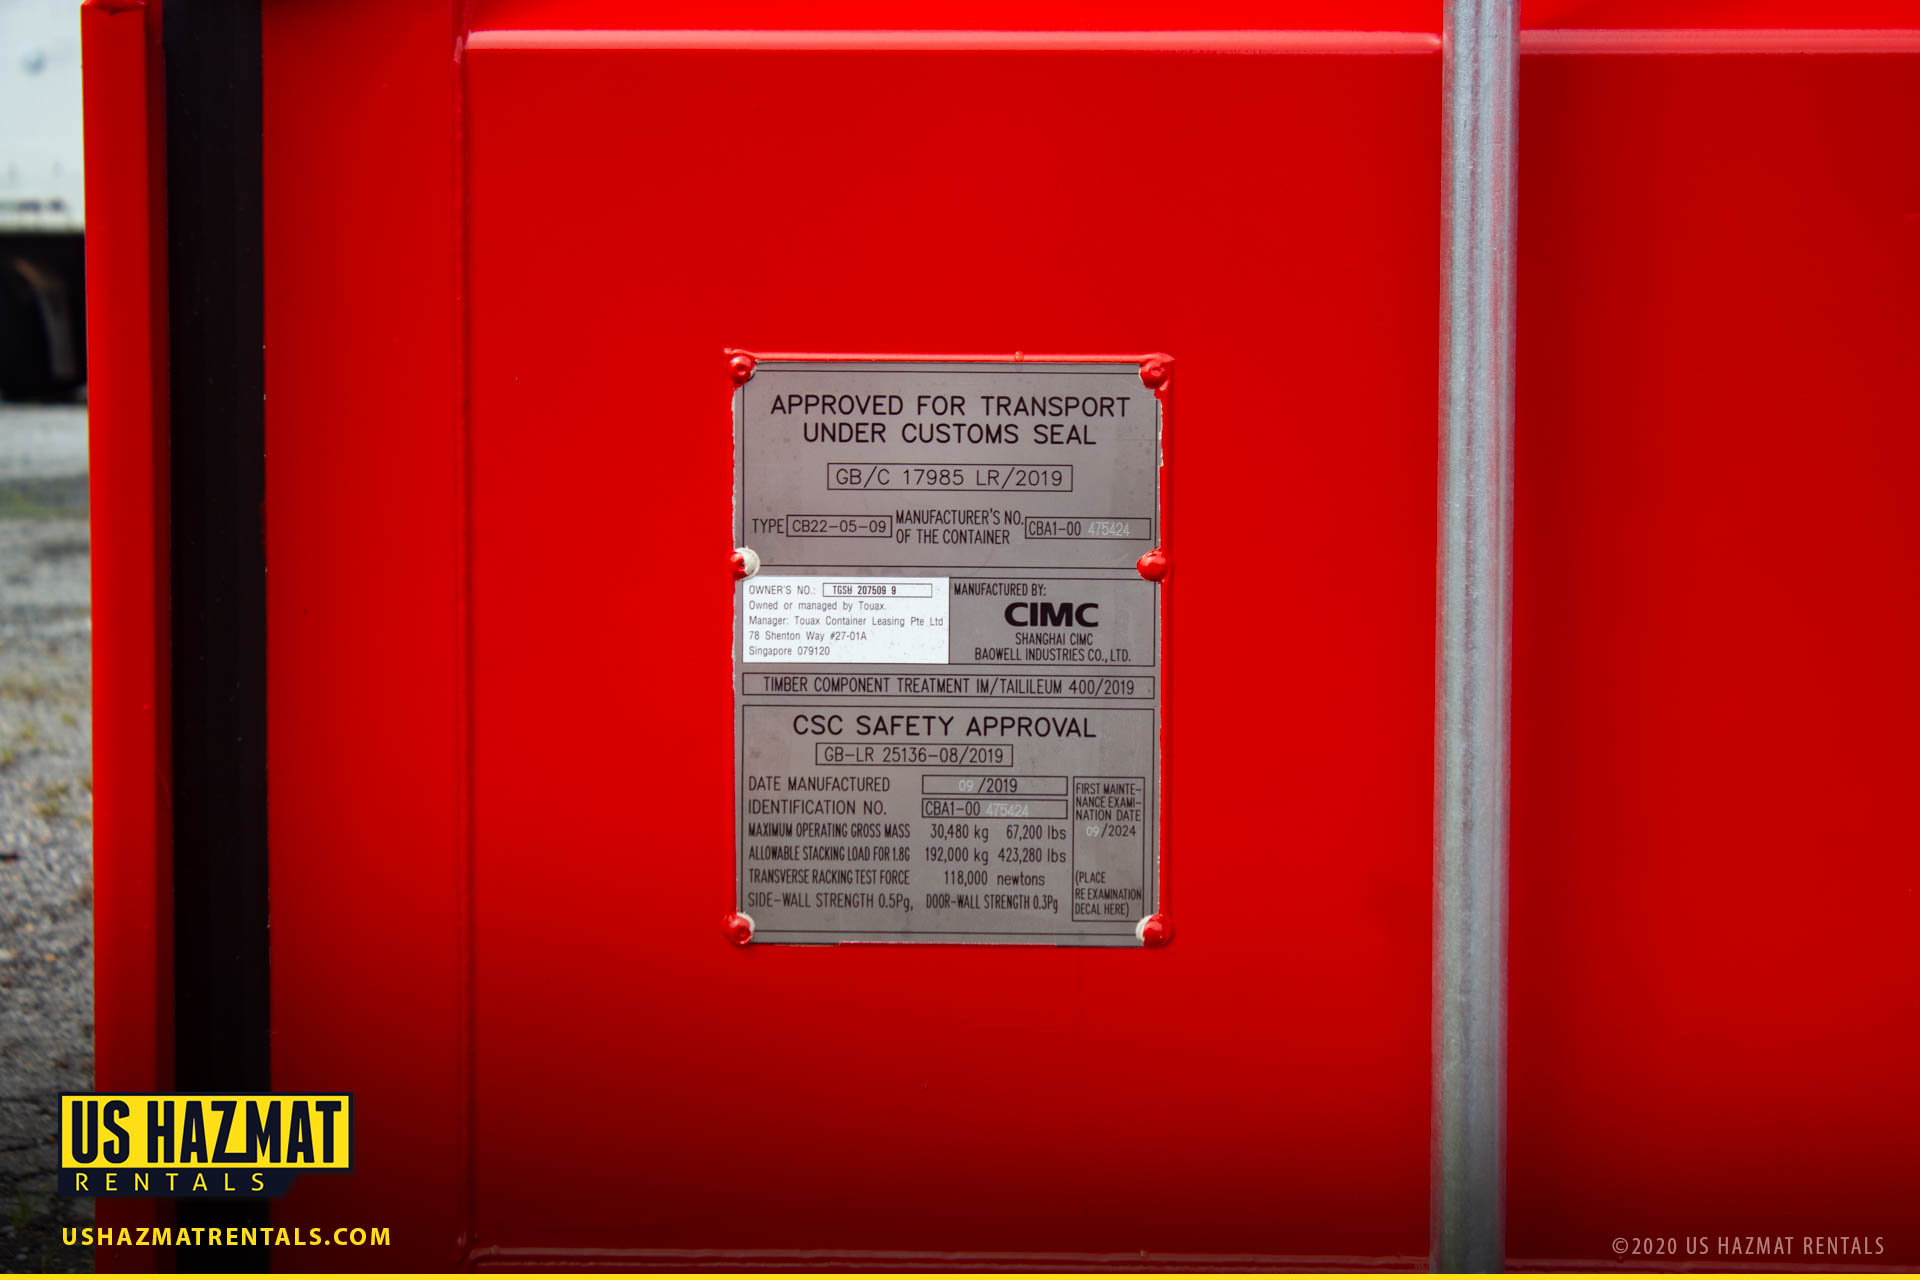 APPROVED FOR TRANSPORT
UNDER CUSTOMS SEAL
GB/C 17985 LR/2019
TYPE CB22-05-09 MANUFACTURER'S NO. OF THE CONTAINER CBA1-00 475424
OWNER'S NO.: TGSU 207509 9
Owned or managed by Touax.
Manager: Touax Container Leasing Pte Ltd
78 Shenton Way #27-01A
Singapore 079120
MANUFACTURED BY:
CIMC
SHANGHAI CIMC
BAOWELL INDUSTRIES CO., LTD.
TIMBER COMPONENT TREATMENT IM/TAILILEUM 400/2019
CSC SAFETY APPROVAL
GB-LR 25136-08/2019
DATE MANUFACTURED 09/2019
IDENTIFICATION NO. CBA1-00 475424
MAXIMUM OPERATING GROSS MASS 30,480 kg 67,200 lbs
ALLOWABLE STACKING LOAD FOR 1.8G 192,000 kg 423,280 lbs
TRANSVERSE RACKING TEST FORCE 118,000 newtons
SIDE-WALL STRENGTH 0.5Pg, DOOR-WALL STRENGTH 0.3Pg
FIRST MAINTE-
NANCE EXAMI-
NATION DATE
09/2024
(PLACE
RE EXAMINATION
DECAL HERE)
US HAZMAT
RENTALS
USHAZMATRENTALS.COM
©2020 US HAZMAT RENTALS